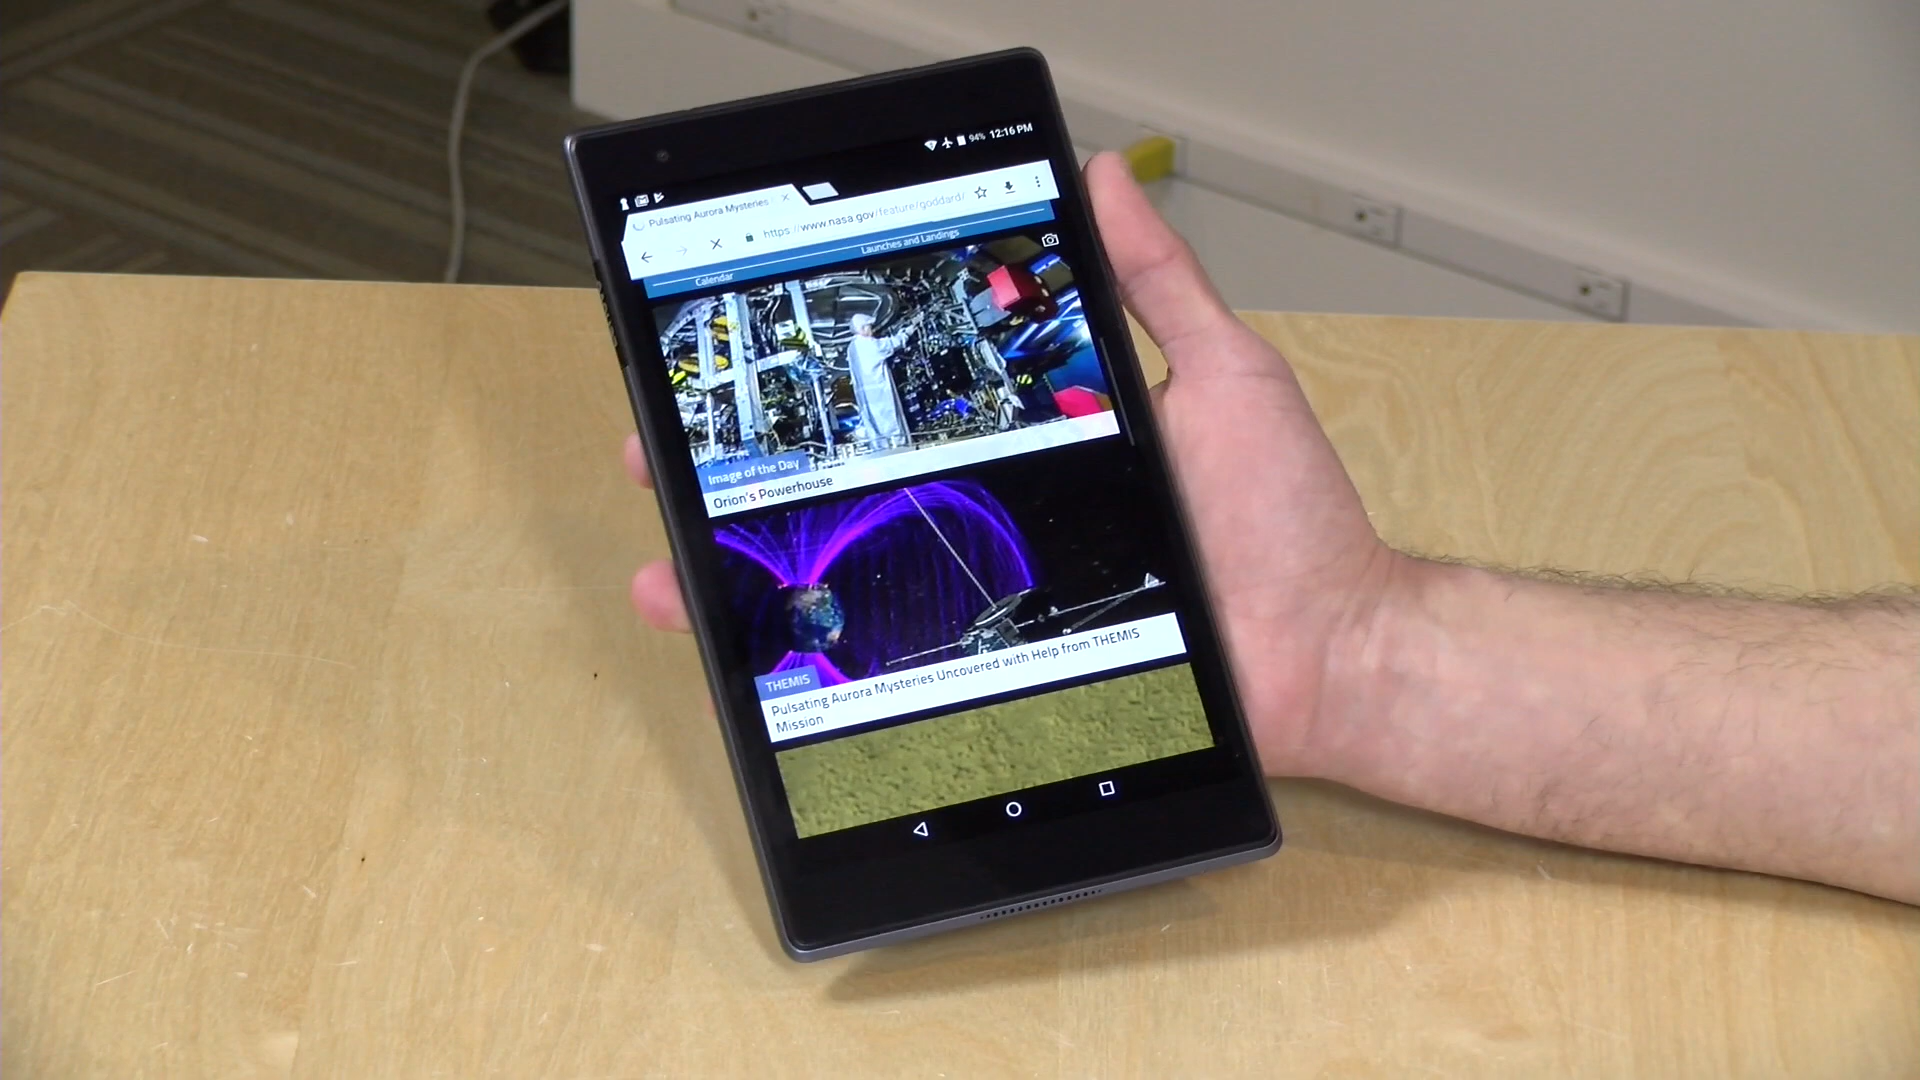 94% 12:16 PM
Pulsating Aurora Mysteries
https://www.nasa.gov/feature/goddard/
Calendar
Launches and Landings
Image of the Day
Orion's Powerhouse
THEMIS
Pulsating Aurora Mysteries Uncovered with Help from THEMIS
Mission